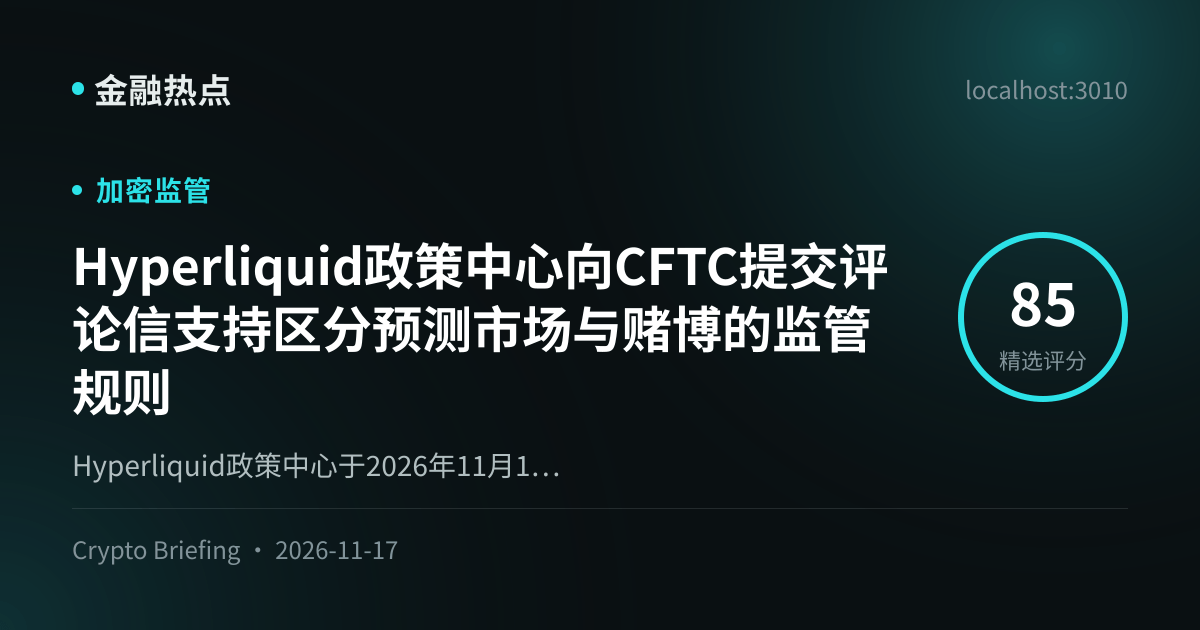 金融热点
localhost:3010
加密监管
Hyperliquid政策中心向CFTC提交评
论信支持区分预测市场与赌博的监管
规则
85
精选评分
Hyperliquid政策中心于2026年11月1…
Crypto Briefing · 2026-11-17